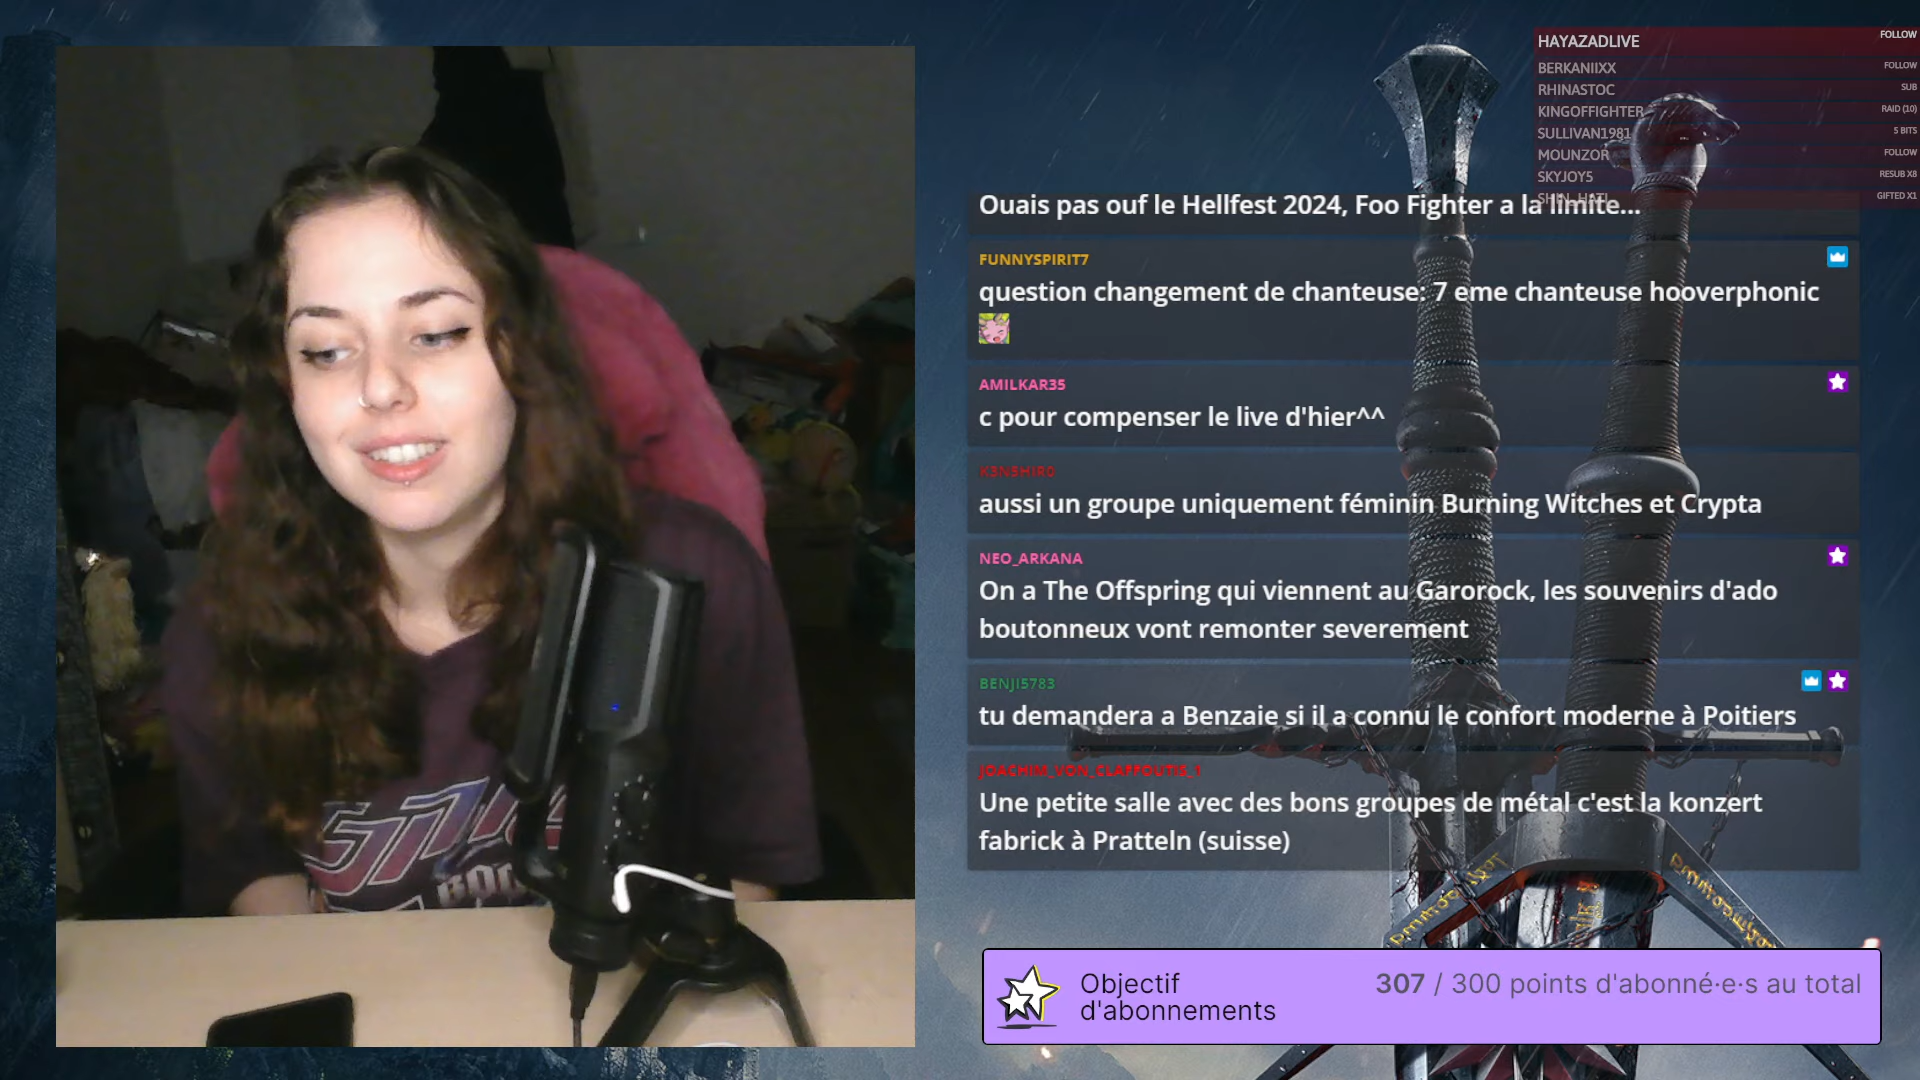 HAYAZADLIVE FOLLOW
BERKANIIXX FOLLOW
RHINASTOC SUB
KINGOFFIGHTER RAID (10)
SULLIVAN1981 5 BITS
MOUNZOR FOLLOW
SKYJOY5 RESUB X8
SHIN_HATI GIFTED X1
Ouais pas ouf le Hellfest 2024, Foo Fighter a la limite...
FUNNYSPIRIT7
question changement de chanteuse: 7 eme chanteuse hooverphonic
AMILKAR35
c pour compenser le live d'hier^^
K3N5HIR0
aussi un groupe uniquement féminin Burning Witches et Crypta
NEO_ARKANA
On a The Offspring qui viennent au Garorock, les souvenirs d'ado
boutonneux vont remonter severement
BENJI5783
tu demandera a Benzaie si il a connu le confort moderne à Poitiers
JOACHIM_VON_CLAFFOUTIS_1
Une petite salle avec des bons groupes de métal c'est la konzert
fabrick à Pratteln (suisse)
Objectif
d'abonnements
307 / 300 points d'abonné·e·s au total